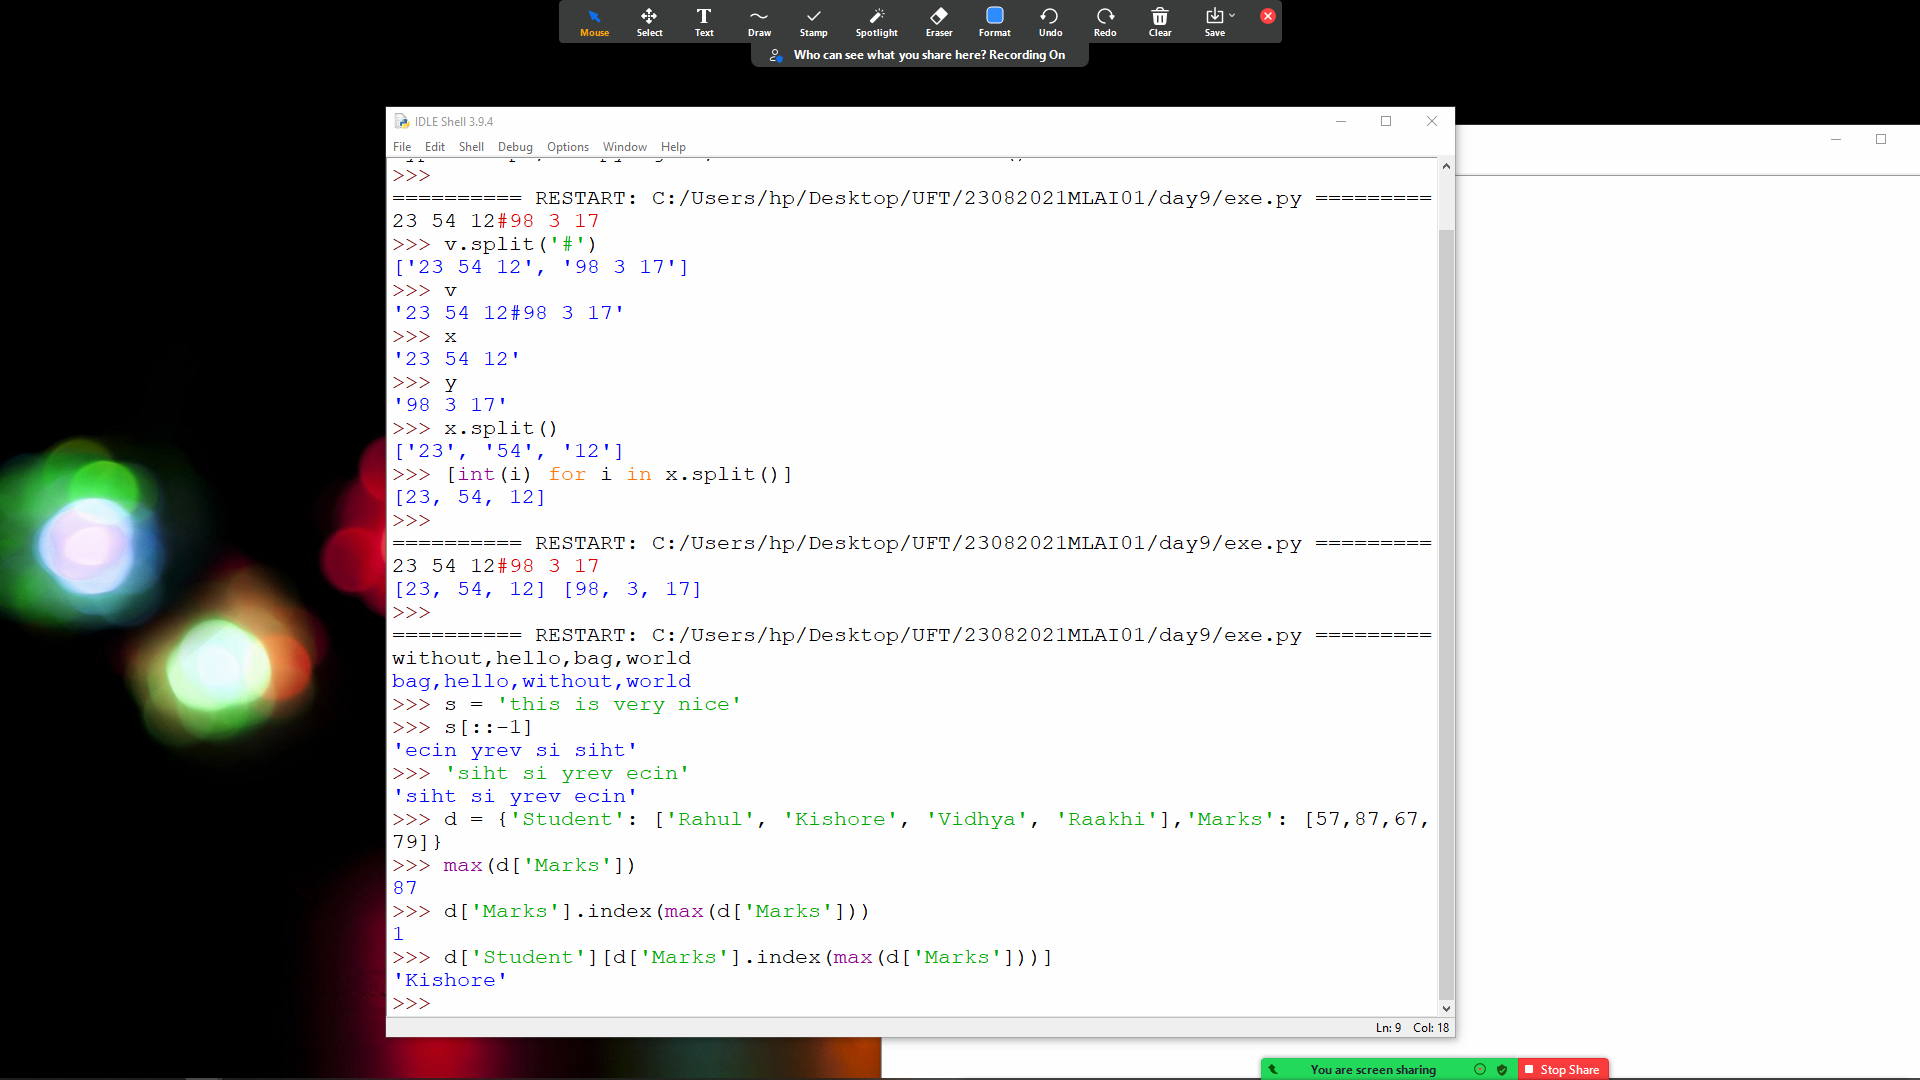 Mouse Select Text Draw Stamp Spotlight Eraser Format Undo Redo Clear Save
Who can see what you share here? Recording On
IDLE Shell 3.9.4
File Edit Shell Debug Options Window Help
>>>
========== RESTART: C:/Users/hp/Desktop/UFT/23082021MLAI01/day9/exe.py =========
23 54 12#98 3 17
>>> v.split('#')
['23 54 12', '98 3 17']
>>> v
'23 54 12#98 3 17'
>>> x
'23 54 12'
>>> y
'98 3 17'
>>> x.split()
['23', '54', '12']
>>> [int(i) for i in x.split()]
[23, 54, 12]
>>>
========== RESTART: C:/Users/hp/Desktop/UFT/23082021MLAI01/day9/exe.py =========
23 54 12#98 3 17
[23, 54, 12] [98, 3, 17]
>>>
========== RESTART: C:/Users/hp/Desktop/UFT/23082021MLAI01/day9/exe.py =========
without,hello,bag,world
bag,hello,without,world
>>> s = 'this is very nice'
>>> s[::-1]
'ecin yrev si siht'
>>> 'siht si yrev ecin'
'siht si yrev ecin'
>>> d = {'Student': ['Rahul', 'Kishore', 'Vidhya', 'Raakhi'],'Marks': [57,87,67,
79]}
>>> max(d['Marks'])
87
>>> d['Marks'].index(max(d['Marks']))
1
>>> d['Student'][d['Marks'].index(max(d['Marks']))]
'Kishore'
>>>
Ln: 9 Col: 18
You are screen sharing Stop Share